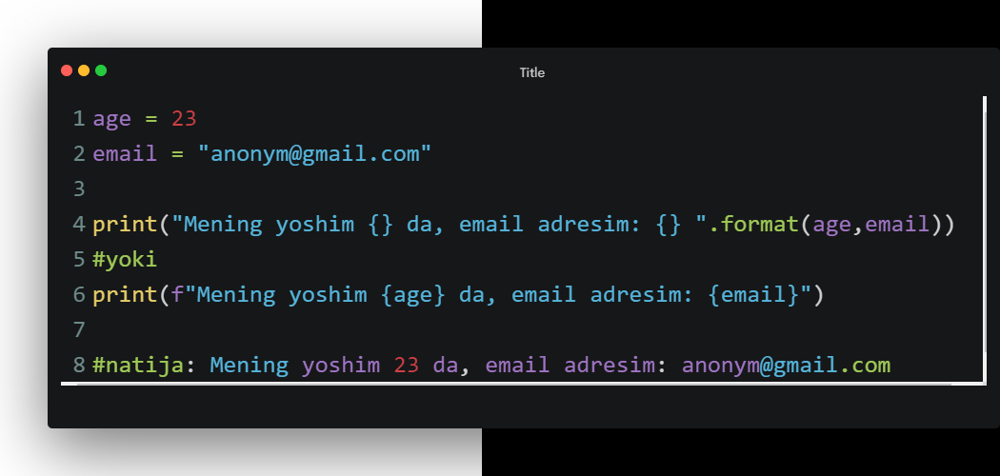 Title
1 age = 23
2 email = "anonym@gmail.com"
3
4 print("Mening yoshim {} da, email adresim: {} ".format(age,email))
5 #yoki
6 print(f"Mening yoshim {age} da, email adresim: {email}")
7
8 #natija: Mening yoshim 23 da, email adresim: anonym@gmail.com